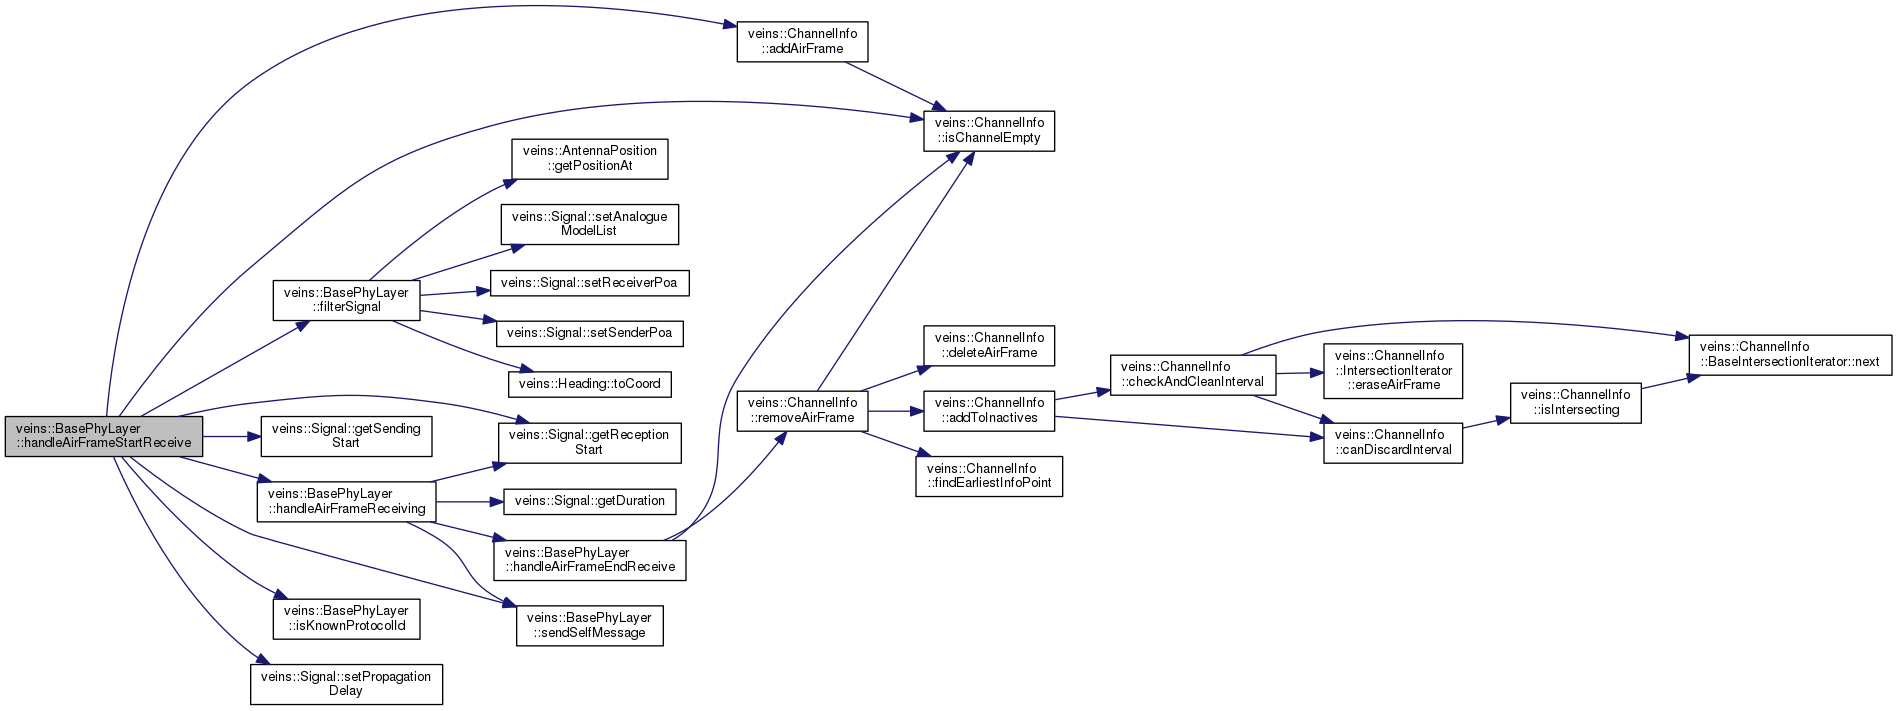 veins::BasePhyLayer
::handleAirFrameStartReceive
veins::ChannelInfo
::addAirFrame
veins::ChannelInfo
::isChannelEmpty
veins::AntennaPosition
::getPositionAt
veins::Signal::setAnalogue
ModelList
veins::BasePhyLayer
::filterSignal
veins::Signal::setReceiverPoa
veins::Signal::setSenderPoa
veins::Heading::toCoord
veins::Signal::getSending
Start
veins::Signal::getReception
Start
veins::BasePhyLayer
::handleAirFrameReceiving
veins::Signal::getDuration
veins::BasePhyLayer
::handleAirFrameEndReceive
veins::BasePhyLayer
::isKnownProtocolId
veins::BasePhyLayer
::sendSelfMessage
veins::Signal::setPropagation
Delay
veins::ChannelInfo
::removeAirFrame
veins::ChannelInfo
::deleteAirFrame
veins::ChannelInfo
::addToInactives
veins::ChannelInfo
::findEarliestInfoPoint
veins::ChannelInfo
::checkAndCleanInterval
veins::ChannelInfo
::IntersectionIterator
::eraseAirFrame
veins::ChannelInfo
::canDiscardInterval
veins::ChannelInfo
::isIntersecting
veins::ChannelInfo
::BaseIntersectionIterator::next